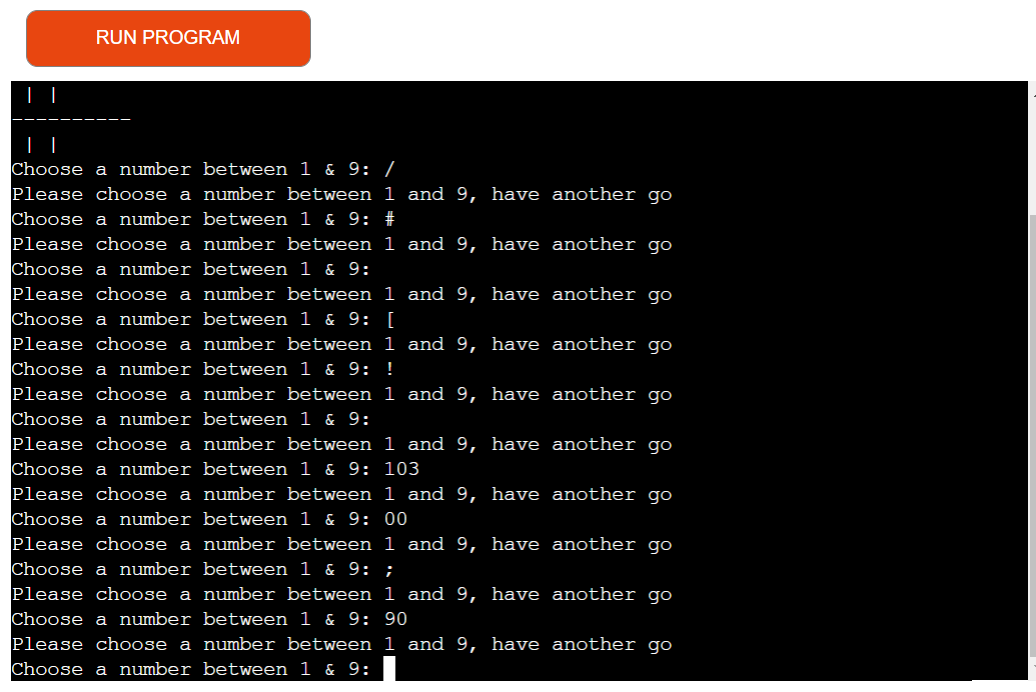 RUN PROGRAM
| |
----------
| |
Choose a number between 1 & 9: /
Please choose a number between 1 and 9, have another go
Choose a number between 1 & 9: #
Please choose a number between 1 and 9, have another go
Choose a number between 1 & 9:
Please choose a number between 1 and 9, have another go
Choose a number between 1 & 9: [
Please choose a number between 1 and 9, have another go
Choose a number between 1 & 9: !
Please choose a number between 1 and 9, have another go
Choose a number between 1 & 9:
Please choose a number between 1 and 9, have another go
Choose a number between 1 & 9: 103
Please choose a number between 1 and 9, have another go
Choose a number between 1 & 9: 00
Please choose a number between 1 and 9, have another go
Choose a number between 1 & 9: ;
Please choose a number between 1 and 9, have another go
Choose a number between 1 & 9: 90
Please choose a number between 1 and 9, have another go
Choose a number between 1 & 9: